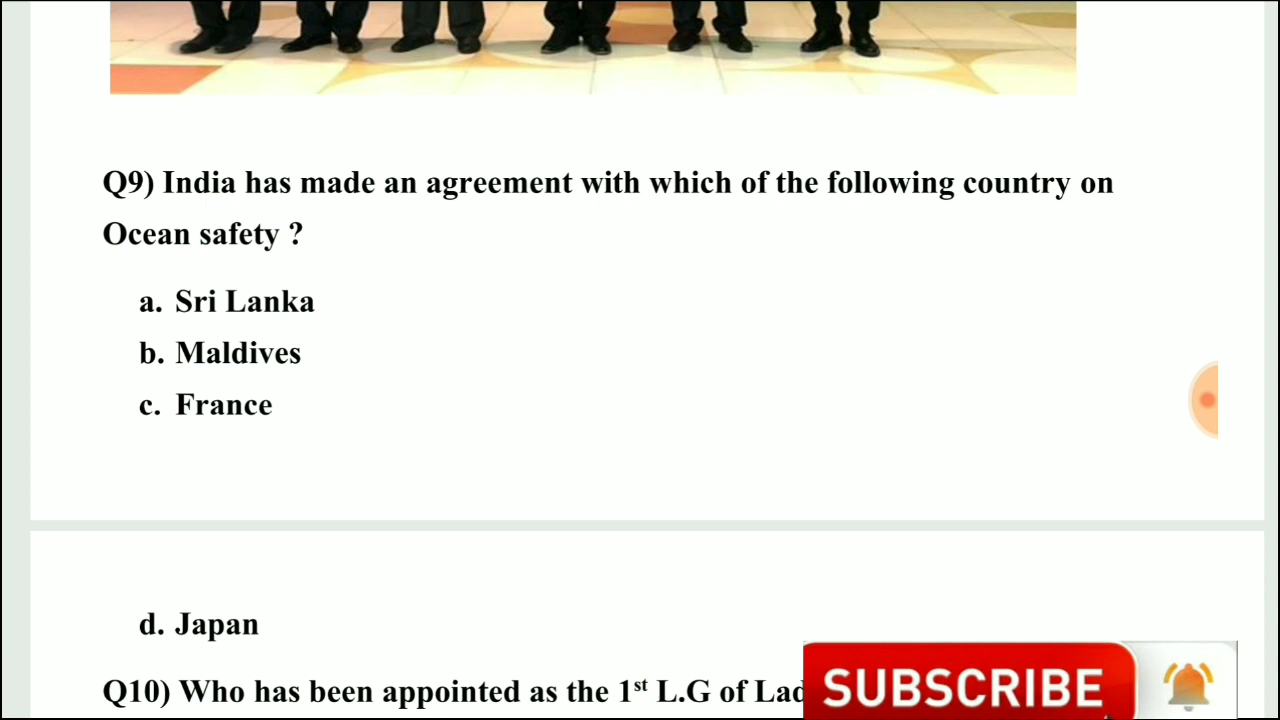 Q9) India has made an agreement with which of the following country on
Ocean safety ?
a. Sri Lanka
b. Maldives
c. France
d. Japan
Q10) Who has been appointed as the 1st L.G of
SUBSCRIBE